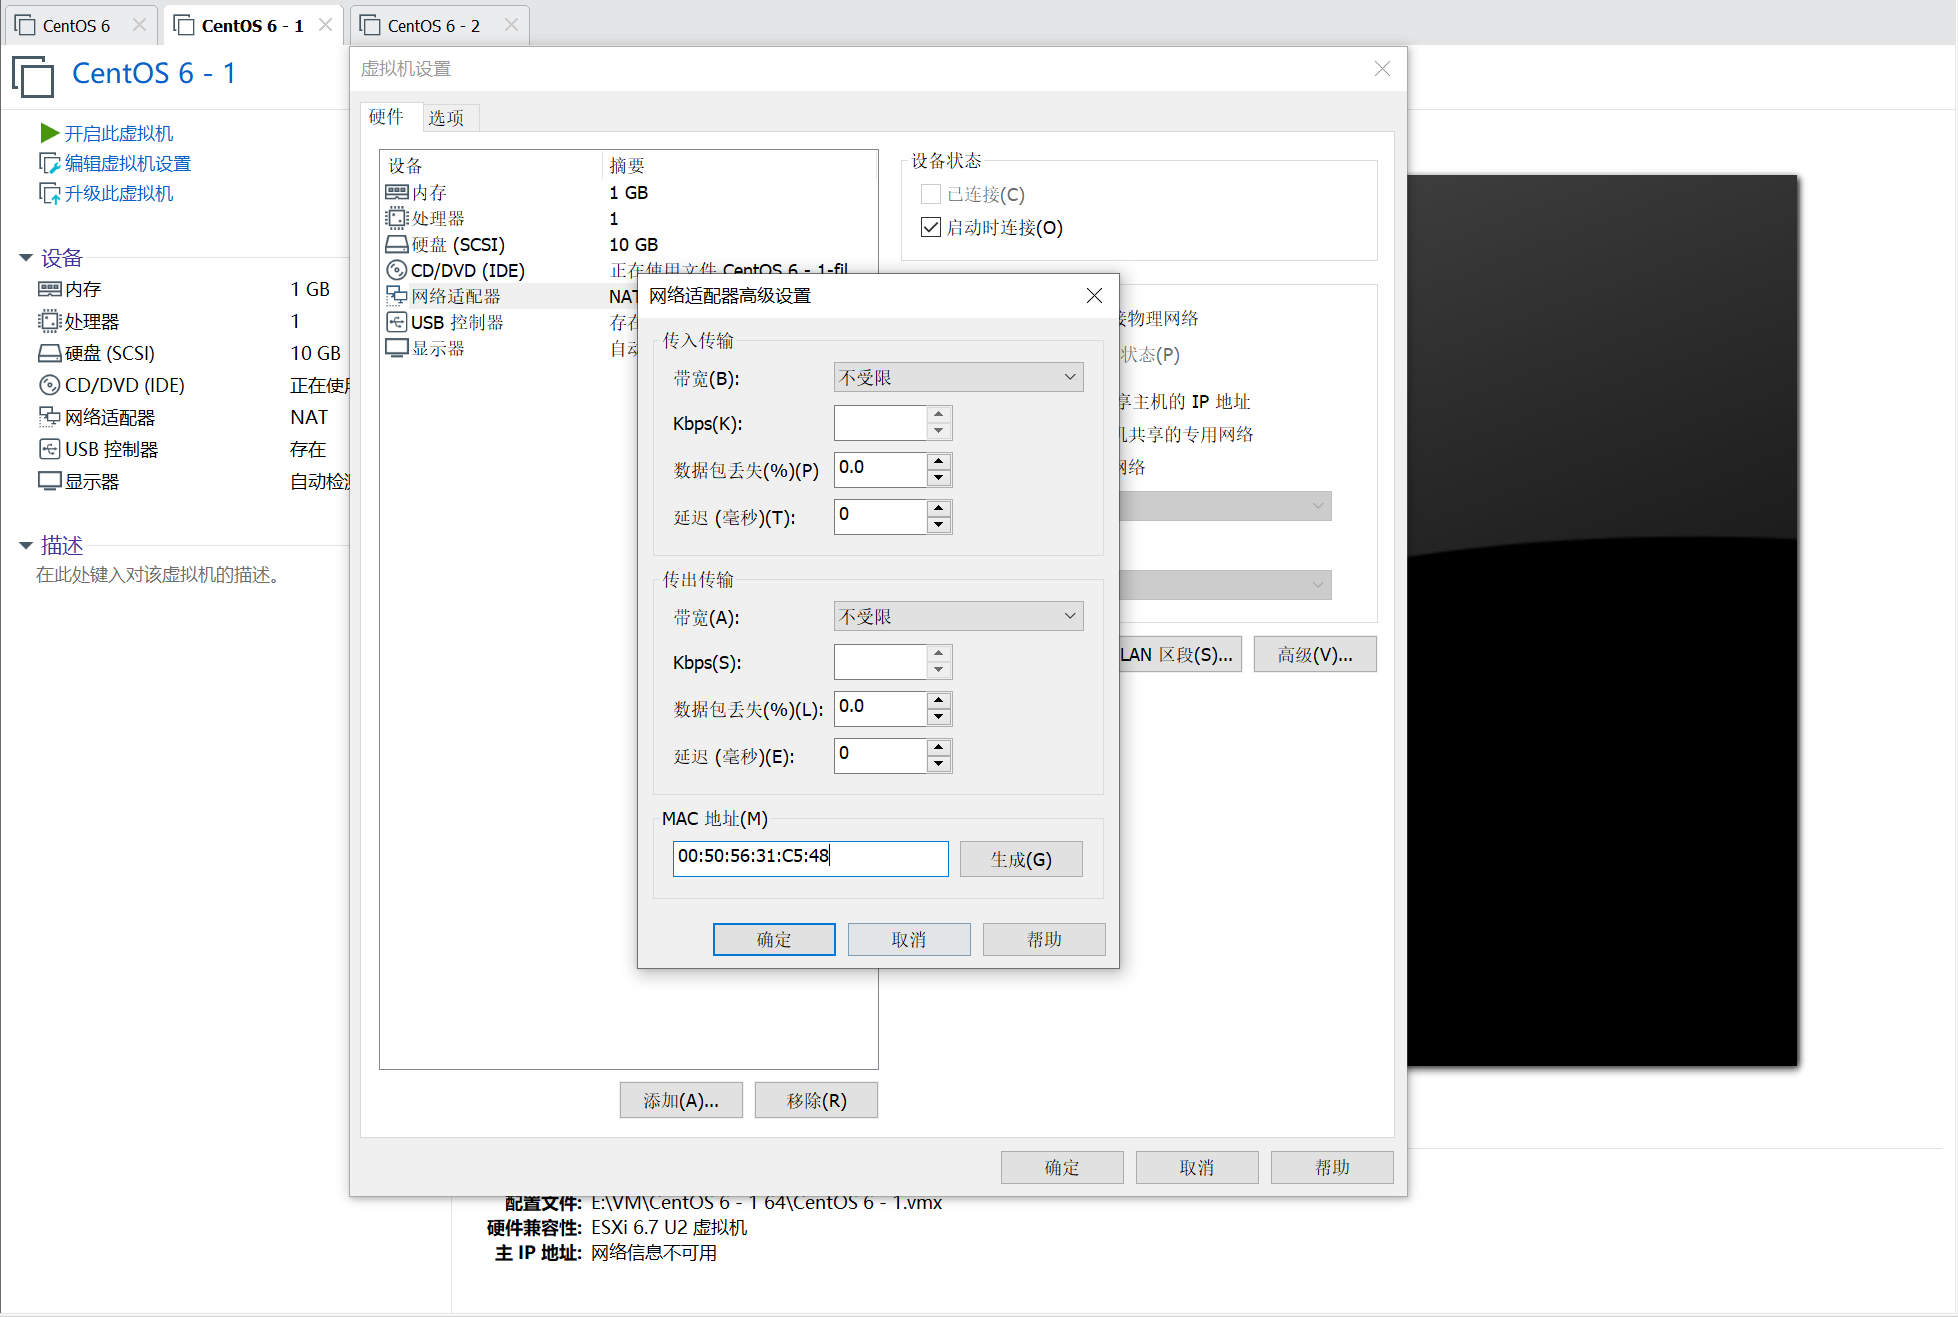 CentOS 6
CentOS 6 - 1
CentOS 6 - 2
CentOS 6 - 1
开启此虚拟机
编辑虚拟机设置
升级此虚拟机
设备
内存 1 GB
处理器 1
硬盘 (SCSI) 10 GB
CD/DVD (IDE) 正在使
网络适配器 NAT
USB 控制器 存在
显示器 自动检
描述
在此处键入对该虚拟机的描述。
虚拟机设置
硬件 选项
设备 摘要
内存 1 GB
处理器 1
硬盘 (SCSI) 10 GB
CD/DVD (IDE) 正在使用文件 CentOS 6 - 1-fil
网络适配器 NAT
USB 控制器 存在
显示器 自动
设备状态
已连接(C)
启动时连接(O)
物理网络
状态(P)
享主机的 IP 地址
机共享的专用网络
网络
LAN 区段(S)...
高级(V)...
网络适配器高级设置
传入传输
带宽(B): 不受限
Kbps(K):
数据包丢失(%)(P) 0.0
延迟 (毫秒)(T): 0
传出传输
带宽(A): 不受限
Kbps(S):
数据包丢失(%)(L): 0.0
延迟 (毫秒)(E): 0
MAC 地址(M)
00:50:56:31:C5:48 生成(G)
确定 取消 帮助
添加(A)... 移除(R)
确定 取消 帮助
配置文件: E:\VM\CentOS 6 - 1 64\CentOS 6 - 1.vmx
硬件兼容性: ESXi 6.7 U2 虚拟机
主 IP 地址: 网络信息不可用